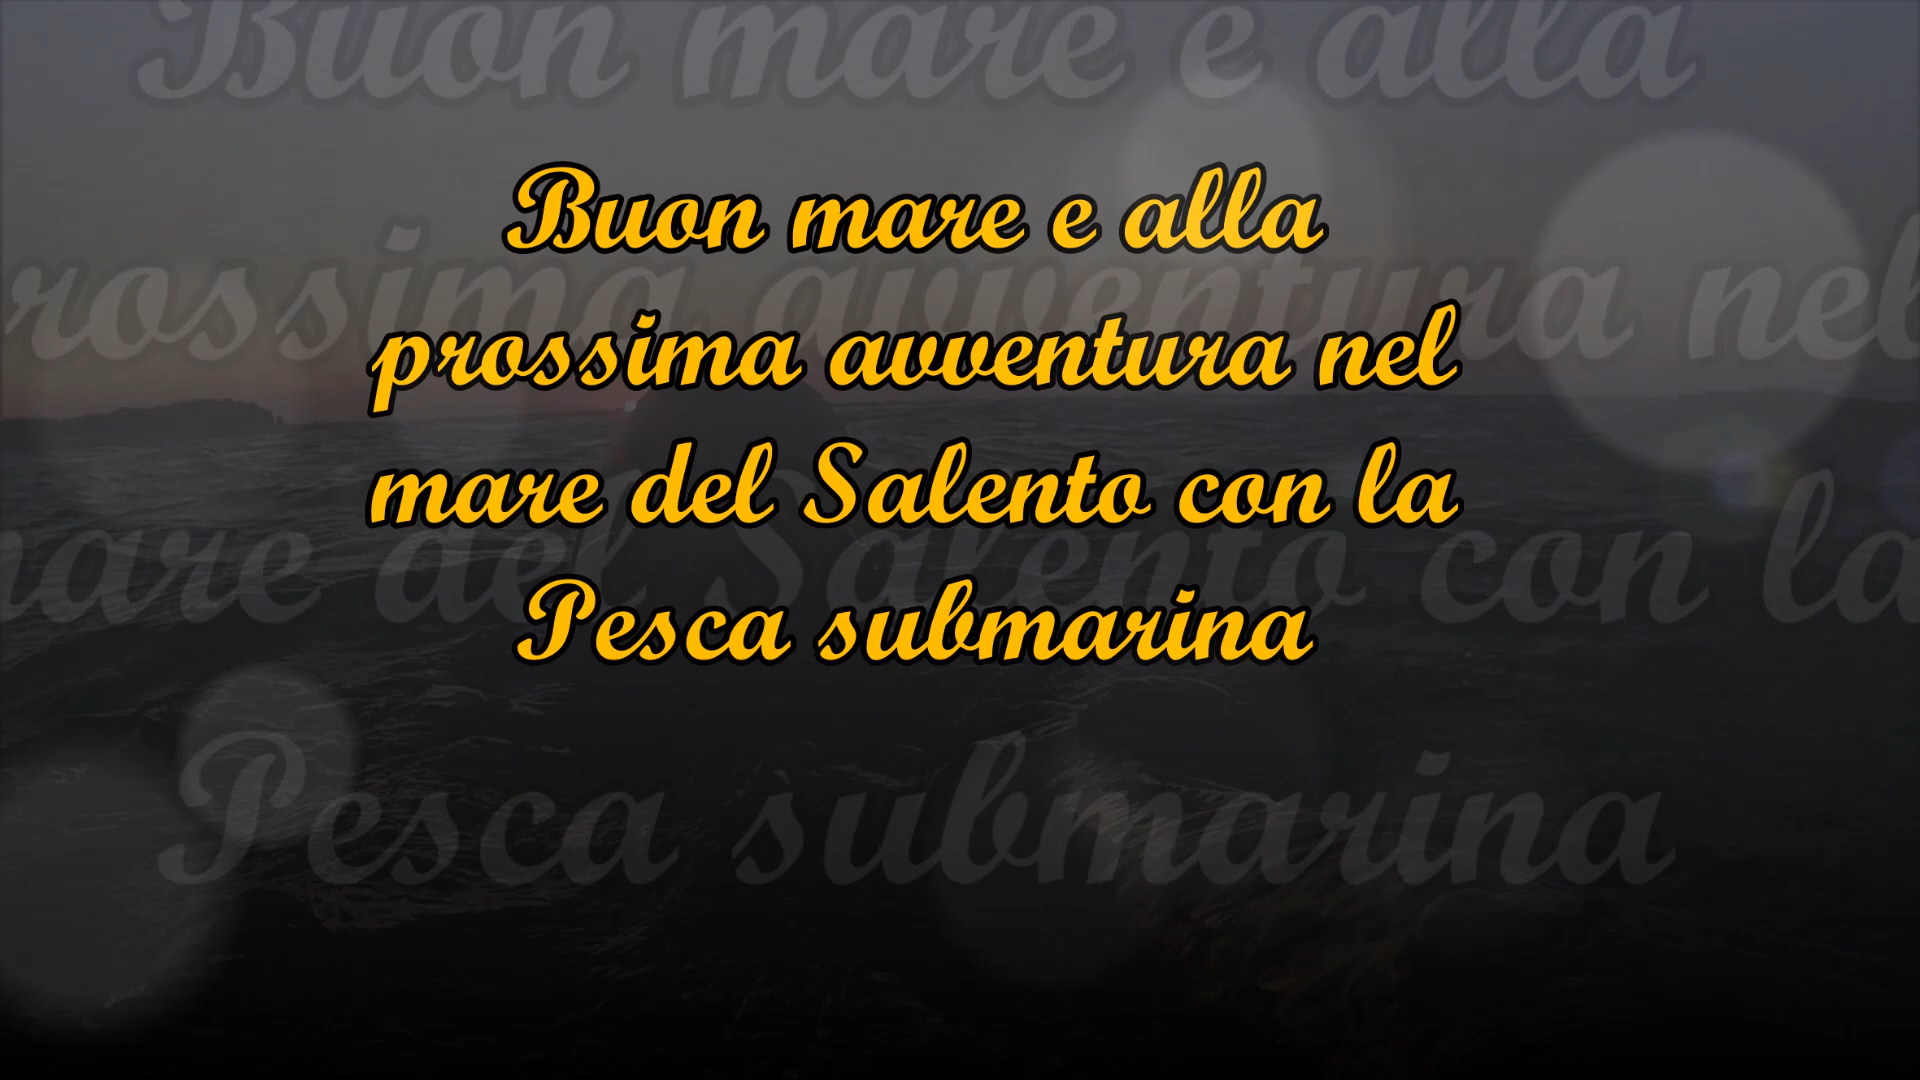 Buon mare e alla
prossima avventura nel
mare del Salento con la
Pesca submarina